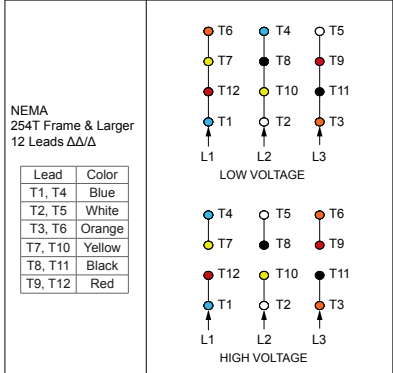 NEMA
254T Frame & Larger
12 Leads ΔΔ/Δ
Lead Color
T1, T4 Blue
T2, T5 White
T3, T6 Orange
T7, T10 Yellow
T8, T11 Black
T9, T12 Red
T6 T4 T5
T7 T8 T9
T12 T10 T11
T1 T2 T3
L1 L2 L3
LOW VOLTAGE
T4 T5 T6
T7 T8 T9
T12 T10 T11
T1 T2 T3
L1 L2 L3
HIGH VOLTAGE